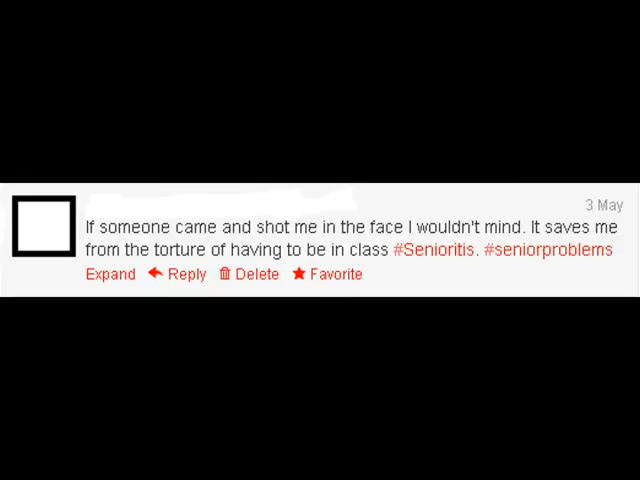 3 May
If someone came and shot me in the face I wouldn't mind. It saves me
from the torture of having to be in class #Senioritis. #seniorproblems
Expand Reply Delete Favorite